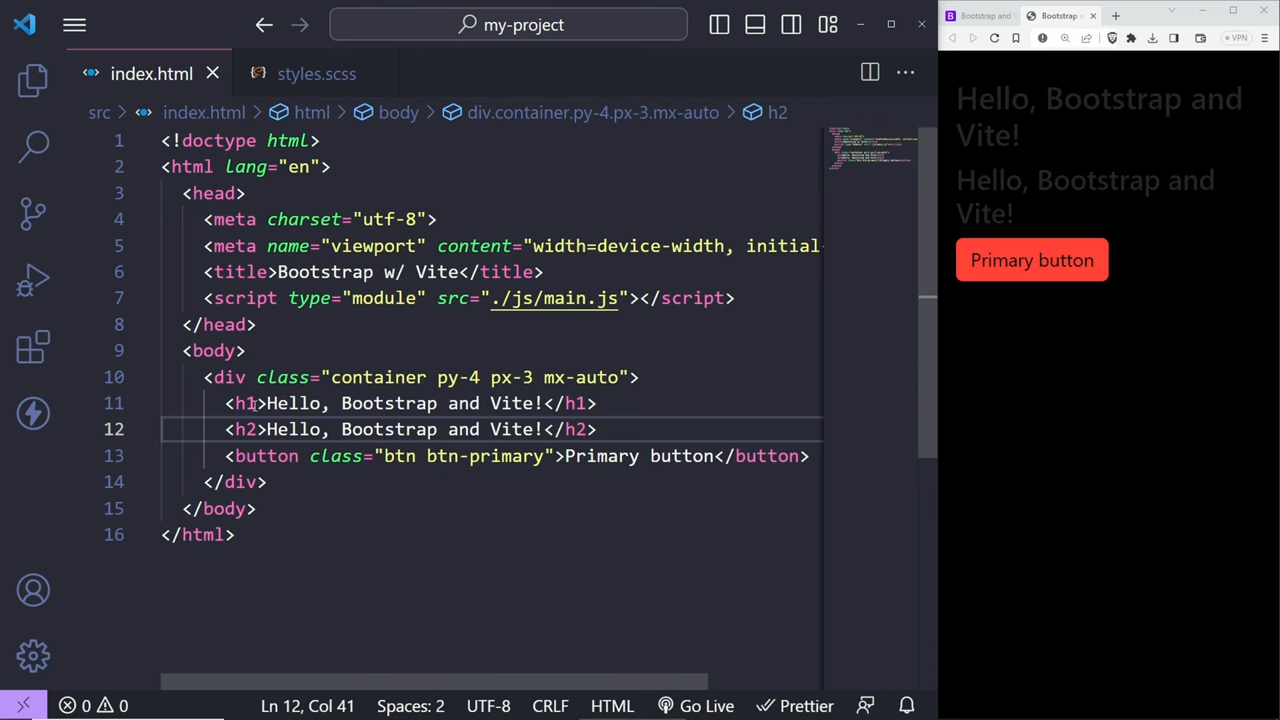 my-project
index.html
styles.scss
src
index.html
html
body
div.container.py-4.px-3.mx-auto
h2
1 <!doctype html>
2 <html lang="en">
3 <head>
4 <meta charset="utf-8">
5 <meta name="viewport" content="width=device-width, initial-
6 <title>Bootstrap w/ Vite</title>
7 <script type="module" src="./js/main.js"></script>
8 </head>
9 <body>
10 <div class="container py-4 px-3 mx-auto">
11 <h1>Hello, Bootstrap and Vite!</h1>
12 <h2>Hello, Bootstrap and Vite!</h2>
13 <button class="btn btn-primary">Primary button</button>
14 </div>
15 </body>
16 </html>
0 0
Ln 12, Col 41
Spaces: 2
UTF-8
CRLF
HTML
Go Live
Prettier
Bootstrap and
Bootstrap
VPN
Hello, Bootstrap and
Vite!
Hello, Bootstrap and
Vite!
Primary button